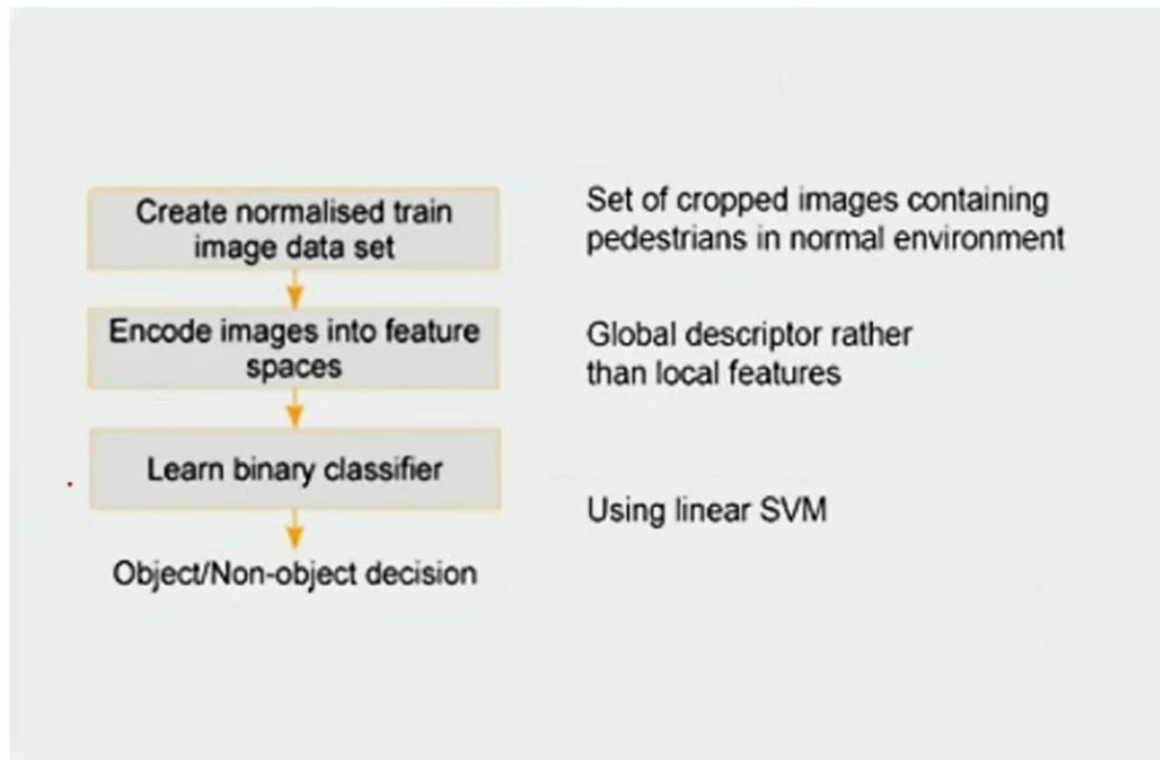 Create normalised train
image data set
Set of cropped images containing
pedestrians in normal environment
Encode images into feature
spaces
Global descriptor rather
than local features
Learn binary classifier
Using linear SVM
Object/Non-object decision